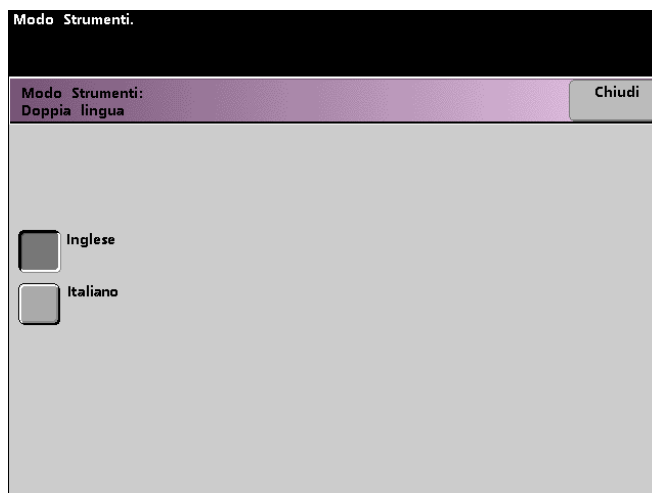 Modo Strumenti.
Modo Strumenti:
Doppia lingua
Chiudi
Inglese
Italiano